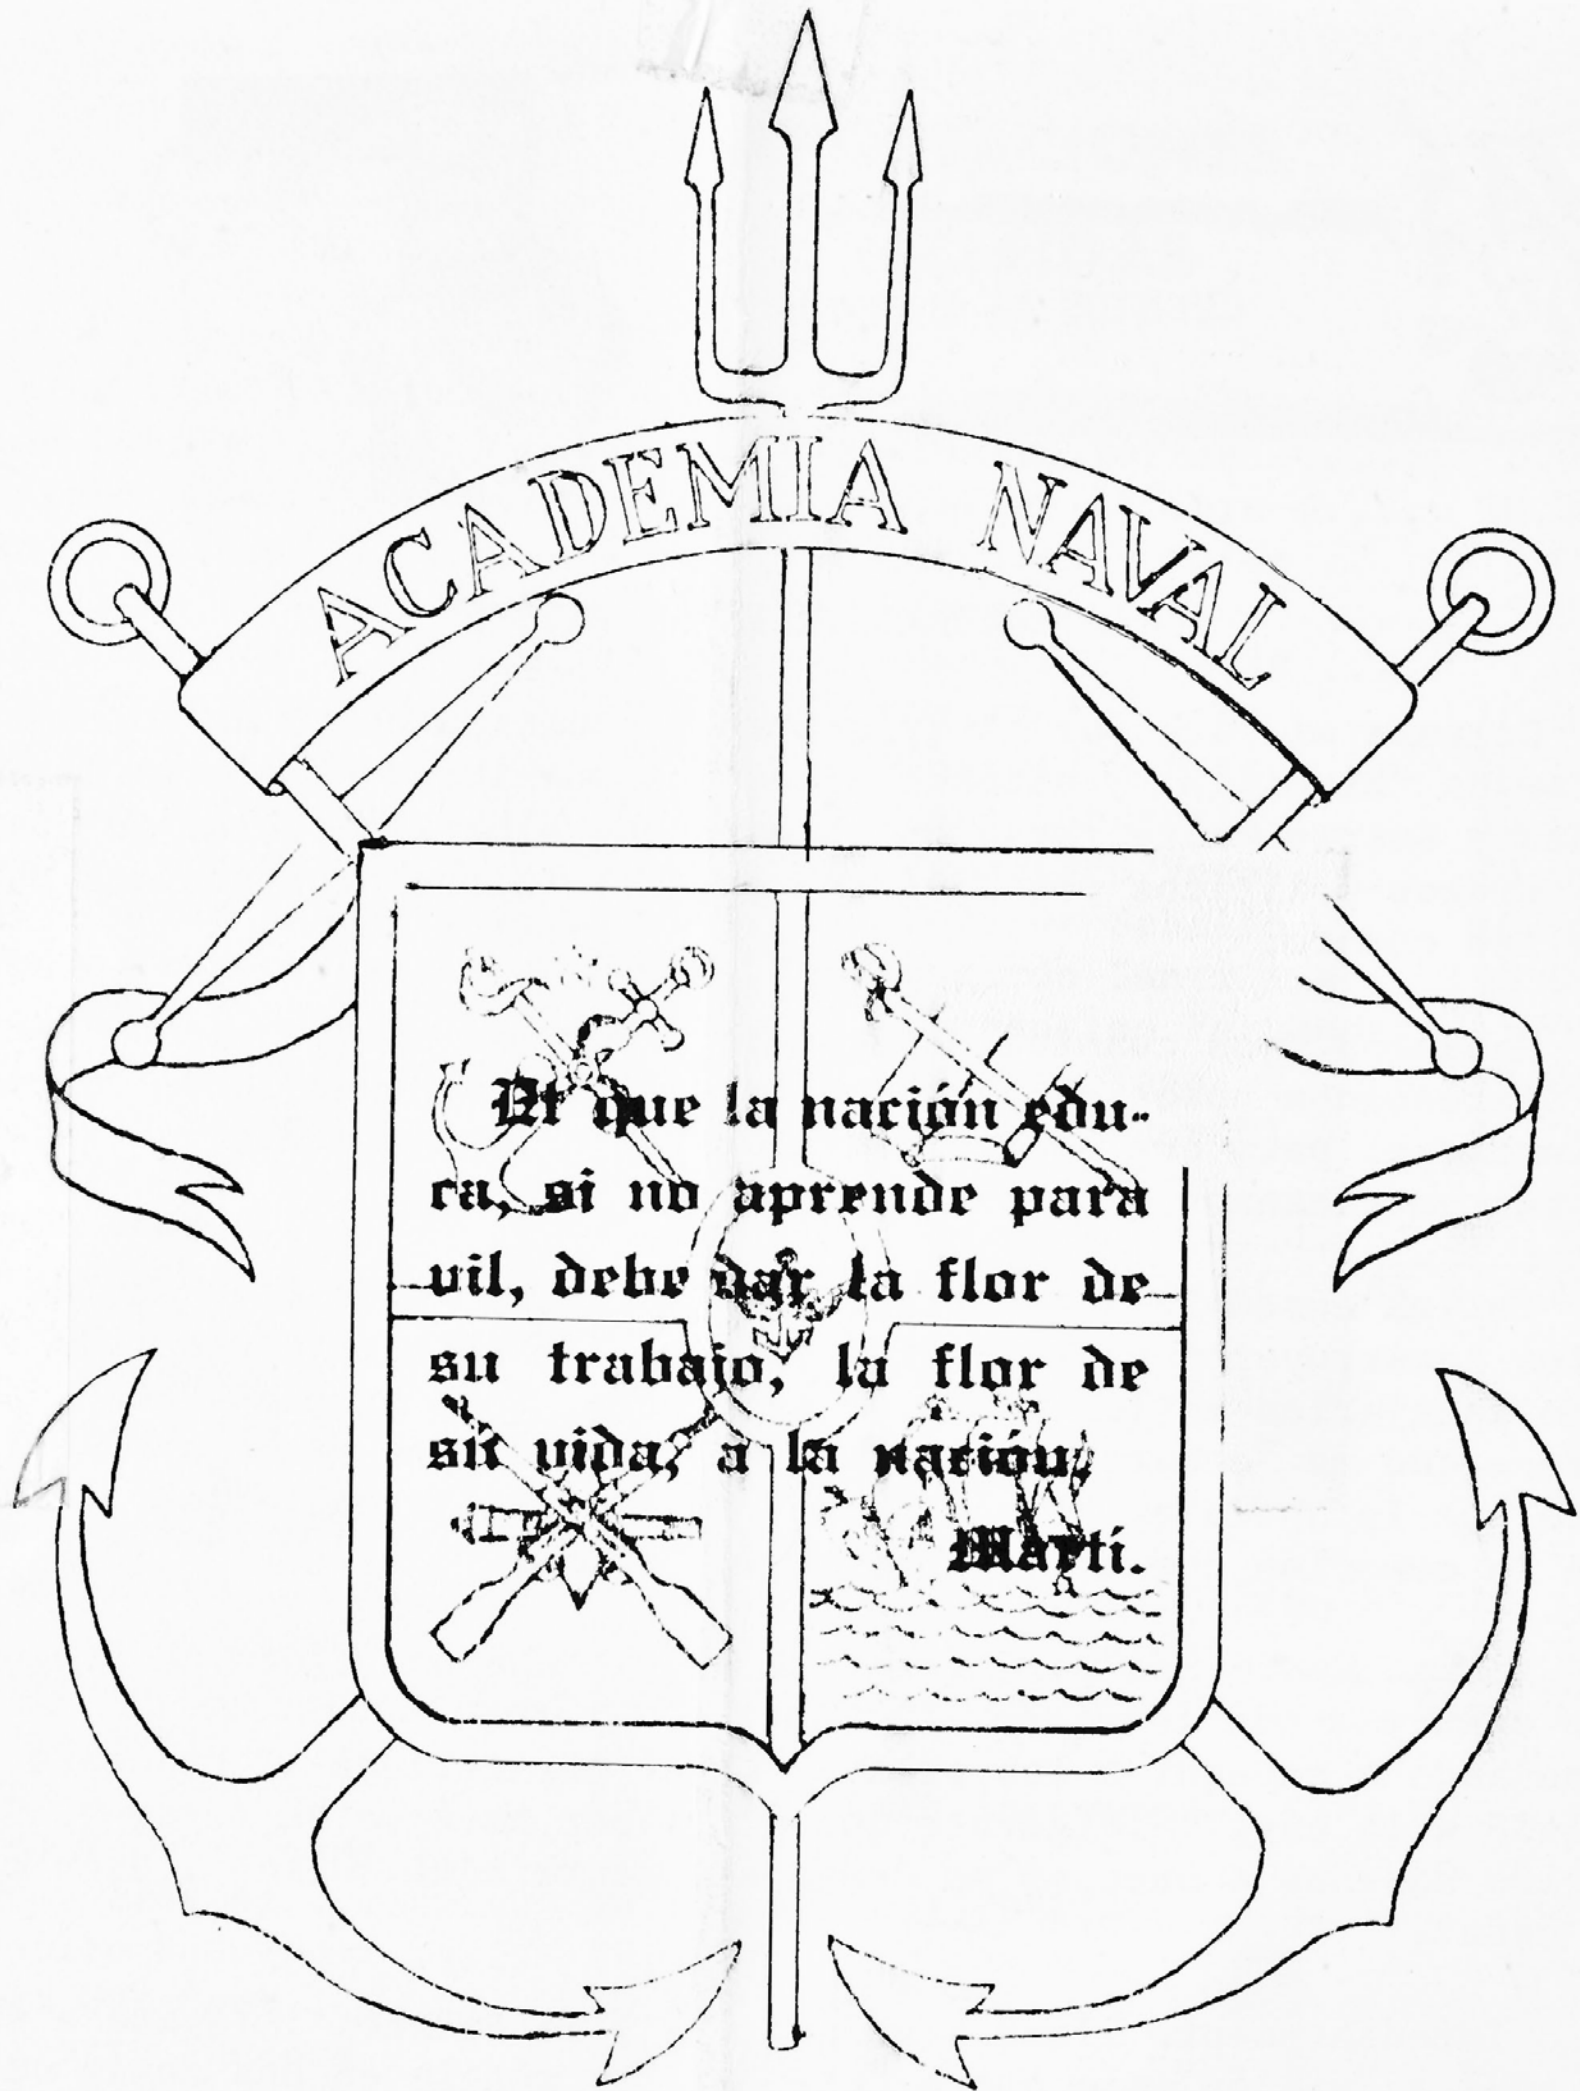 ACADEMIA NAVAL
El que la nación edu-
ca, si no aprende para
vil, debe dar la flor de
su trabajo, la flor de
su vida, a la nación.
Martí.